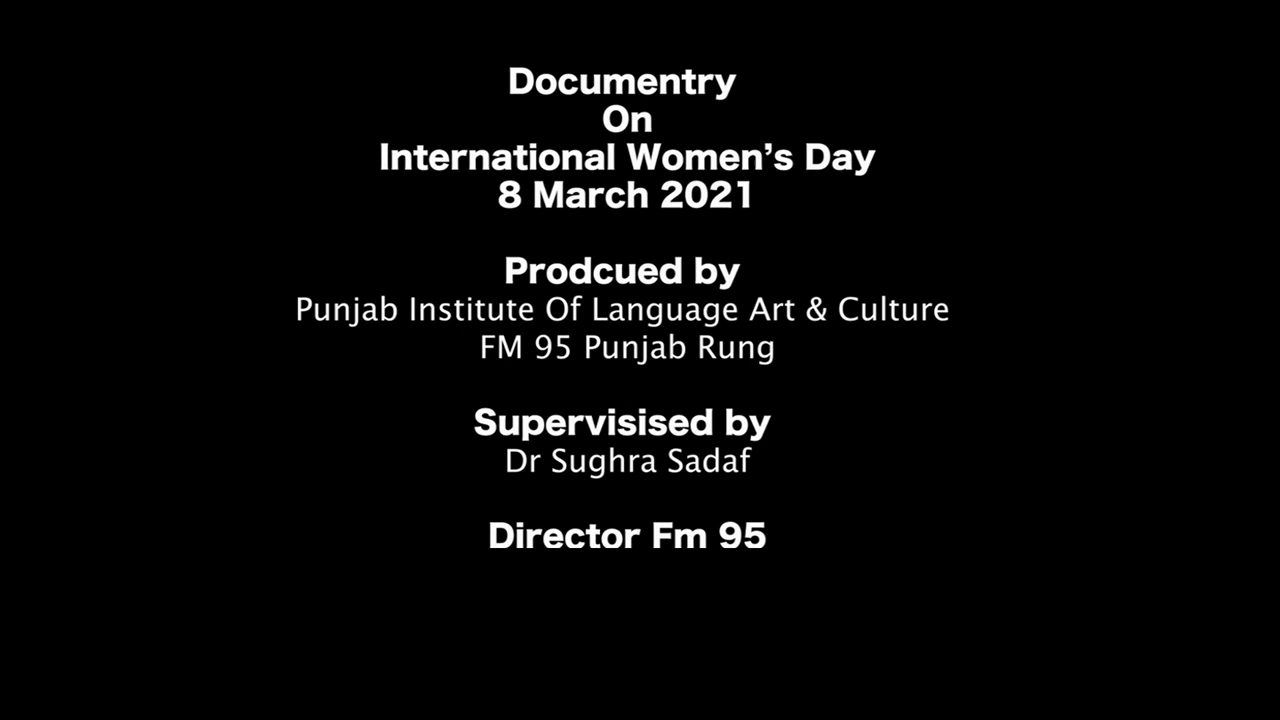 Documentry
On
International Women’s Day
8 March 2021
Prodcued by
Punjab Institute Of Language Art & Culture
FM 95 Punjab Rung
Supervisised by
Dr Sughra Sadaf
Director Fm 95